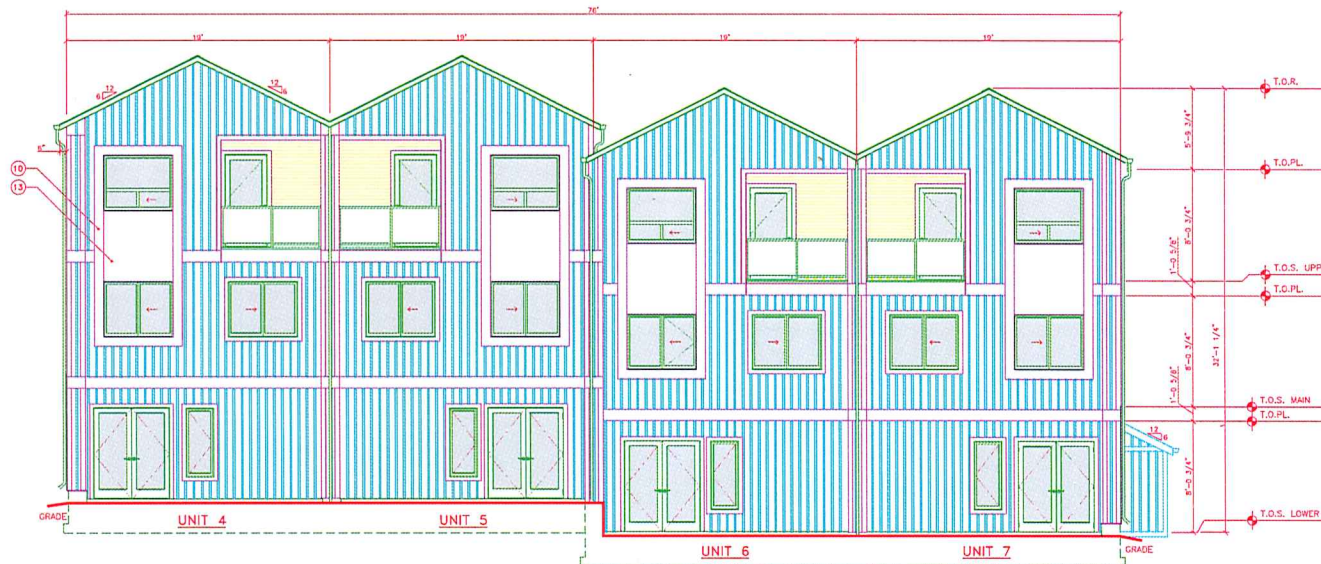 76'
19' 19' 19' 19'
12
6
12
6
6"
10
13
T.O.R.
5'-9 3/4"
T.O.PL.
8'-0 3/4"
1'-0 5/8"
T.O.S. UPP
T.O.PL.
8'-0 3/4"
32'-1 1/4"
1'-0 5/8"
T.O.S. MAIN
T.O.PL.
12
6
8'-0 3/4"
T.O.S. LOWER
GRADE
UNIT 4
UNIT 5
UNIT 6
UNIT 7
GRADE